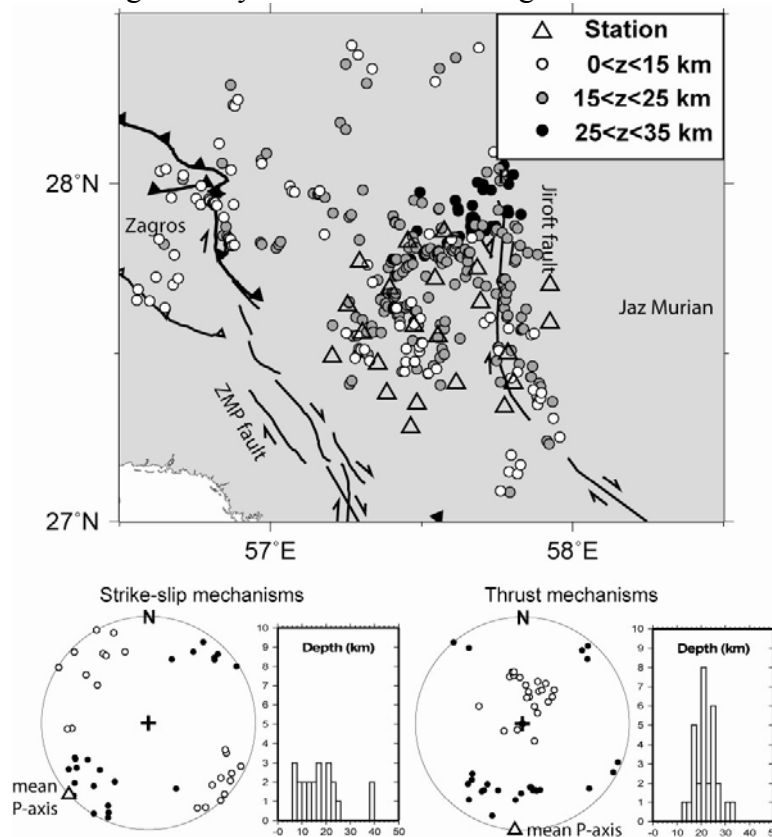 Station
0<z<15 km
15<z<25 km
25<z<35 km
28°N
Zagros
Jiroft fault
Jaz Murian
ZMP fault
27°N
57°E
58°E
Strike-slip mechanisms
Thrust mechanisms
N
10
9
8
7
6
5
4
3
2
1
0
Depth (km)
-0 10 20 30 40 50
mean
P-axis
N
10
9
8
7
6
5
4
3
2
1
0
Depth (km)
-0 10 20 30 40 50
mean P-axis